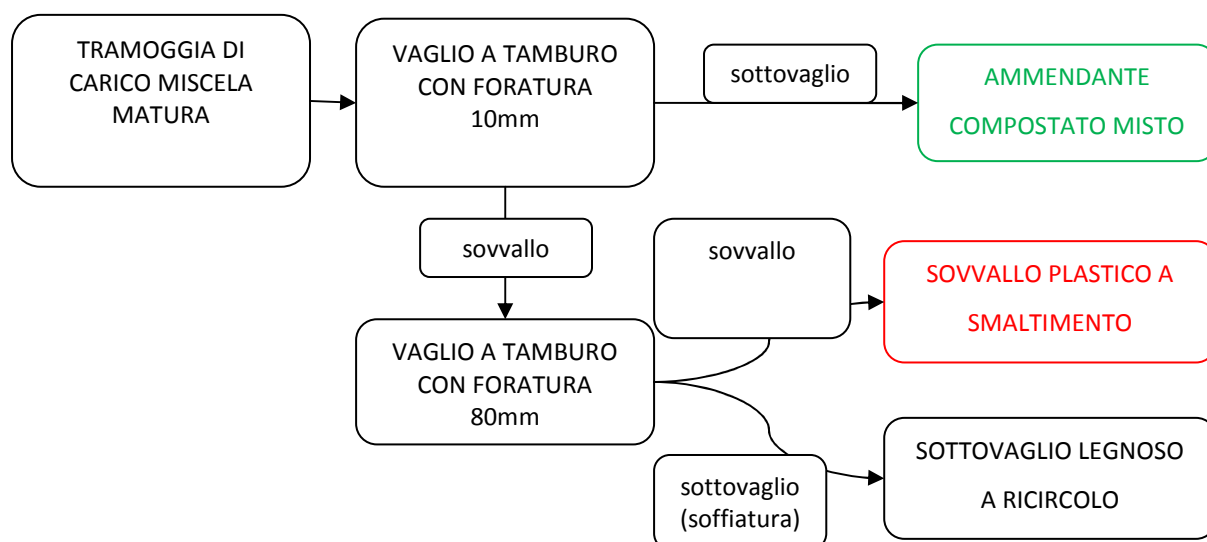 TRAMOGGIA DI
CARICO MISCELA
MATURA
VAGLIO A TAMBURO
CON FORATURA
10mm
sottovaglio
AMMENDANTE
COMPOSTATO MISTO
sovvallo
sovvallo
SOVVALLO PLASTICO A
SMALTIMENTO
VAGLIO A TAMBURO
CON FORATURA
80mm
sottovaglio
(soffiatura)
SOTTOVAGLIO LEGNOSO
A RICIRCOLO